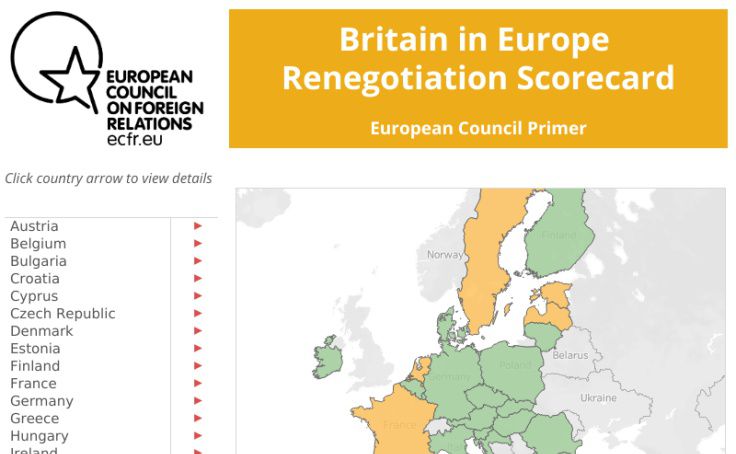 EUROPEAN
COUNCIL
ON FOREIGN
RELATIONS
ecfr.eu
Britain in Europe
Renegotiation Scorecard
European Council Primer
Click country arrow to view details
Austria
Belgium
Bulgaria
Croatia
Cyprus
Czech Republic
Denmark
Estonia
Finland
France
Germany
Greece
Hungary
Ireland
Norway
Finland
Belarus
Poland
Germany
Ukraine
France